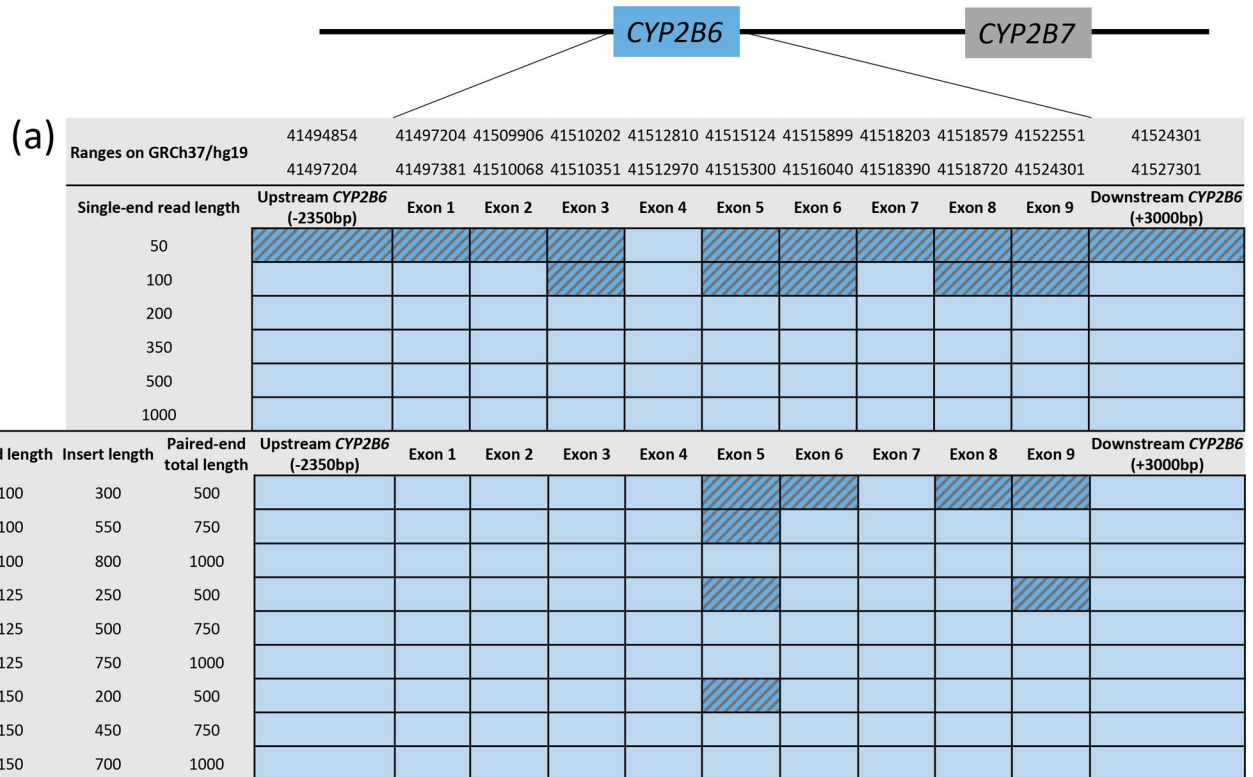 CYP2B6 CYP2B7
(a)
Ranges on GRCh37/hg19 41494854 41497204 41509906 41510202 41512810 41515124 41515899 41518203 41518579 41522551 41524301
41497204 41497381 41510068 41510351 41512970 41515300 41516040 41518390 41518720 41524301 41527301
Single-end read length Upstream CYP2B6 (-2350bp) Exon 1 Exon 2 Exon 3 Exon 4 Exon 5 Exon 6 Exon 7 Exon 8 Exon 9 Downstream CYP2B6 (+3000bp)
50
100
200
350
500
1000
length Insert length Paired-end total length Upstream CYP2B6 (-2350bp) Exon 1 Exon 2 Exon 3 Exon 4 Exon 5 Exon 6 Exon 7 Exon 8 Exon 9 Downstream CYP2B6 (+3000bp)
100 300 500
100 550 750
100 800 1000
125 250 500
125 500 750
125 750 1000
150 200 500
150 450 750
150 700 1000